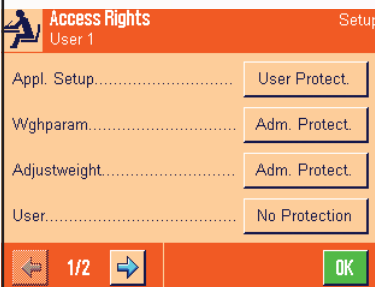 Access Rights Setup
User 1
Appl. Setup............................ User Protect.
Wghparam........................... Adm. Protect.
Adjustweight........................ Adm. Protect.
User...................................... No Protection
1/2 OK